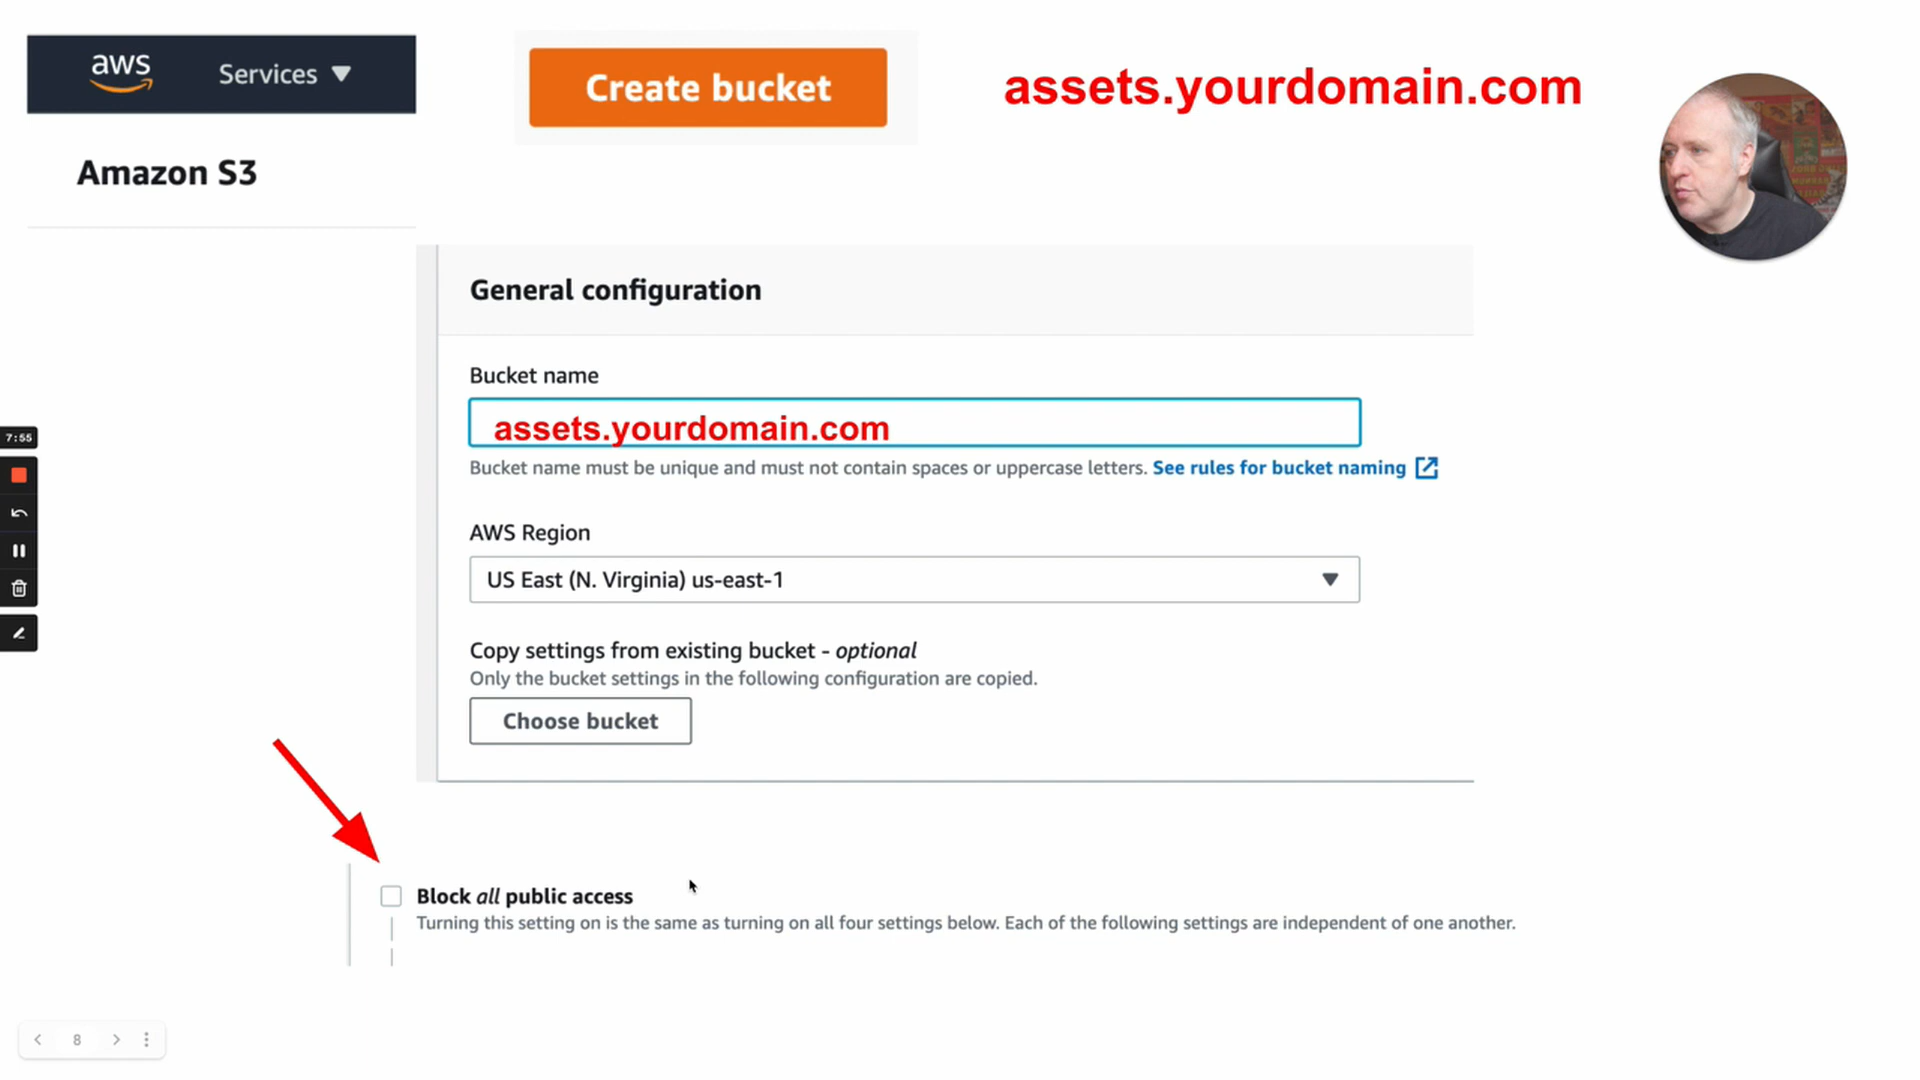 aws
Services
Create bucket
assets.yourdomain.com
Amazon S3
General configuration
Bucket name
assets.yourdomain.com
Bucket name must be unique and must not contain spaces or uppercase letters. See rules for bucket naming
7:55
AWS Region
US East (N. Virginia) us-east-1
Copy settings from existing bucket - optional
Only the bucket settings in the following configuration are copied.
Choose bucket
Block all public access
Turning this setting on is the same as turning on all four settings below. Each of the following settings are independent of one another.
8